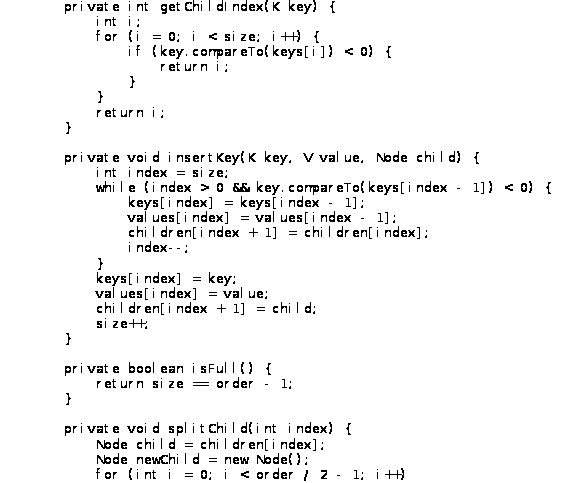 private int getChildIndex(K key) {
int i;
for (i = 0; i < size; i++) {
if (key.compareTo(keys[i]) < 0) {
return i;
}
}
return i;
}
private void insertKey(K key, V value, Node child) {
int index = size;
while (index > 0 && key.compareTo(keys[index - 1]) < 0) {
keys[index] = keys[index - 1];
values[index] = values[index - 1];
children[index + 1] = children[index];
index--;
}
keys[index] = key;
values[index] = value;
children[index + 1] = child;
size++;
}
private boolean isFull() {
return size == order - 1;
}
private void splitChild(int index) {
Node child = children[index];
Node newChild = new Node();
for (int i = 0; i < order / 2 - 1; i++)